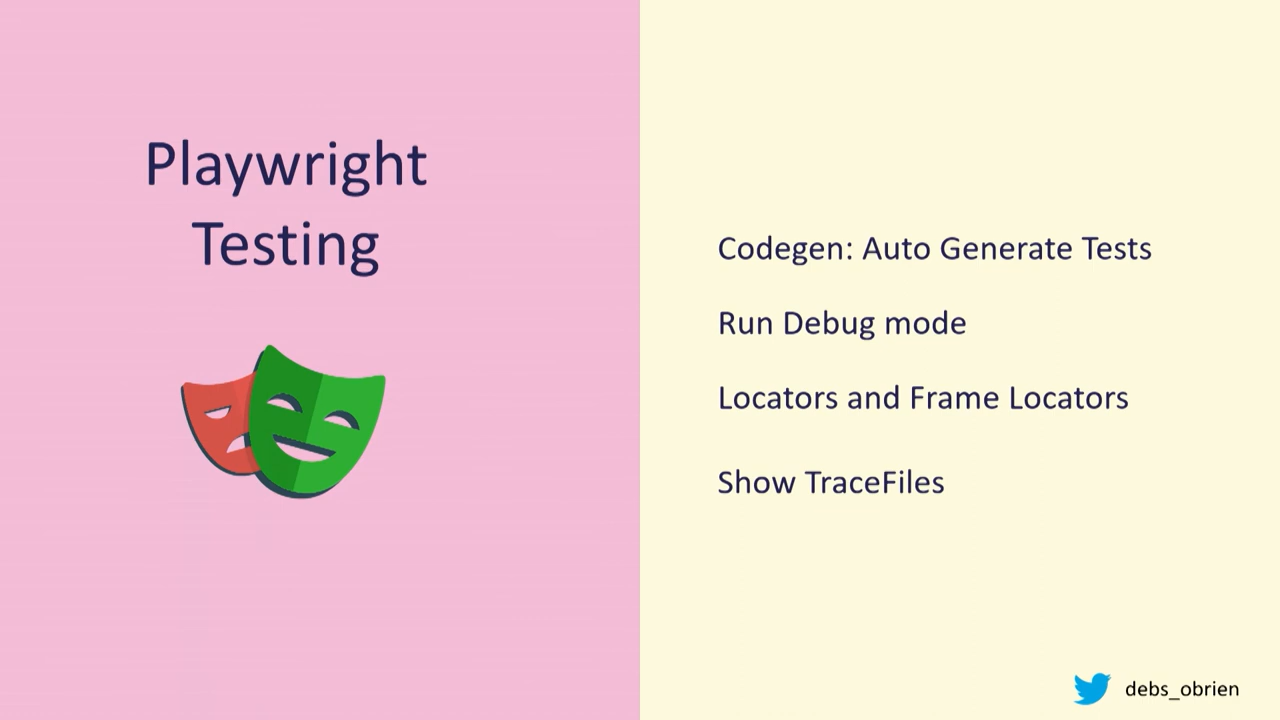 Playwright
Testing
Codegen: Auto Generate Tests
Run Debug mode
Locators and Frame Locators
Show TraceFiles
debs_obrien